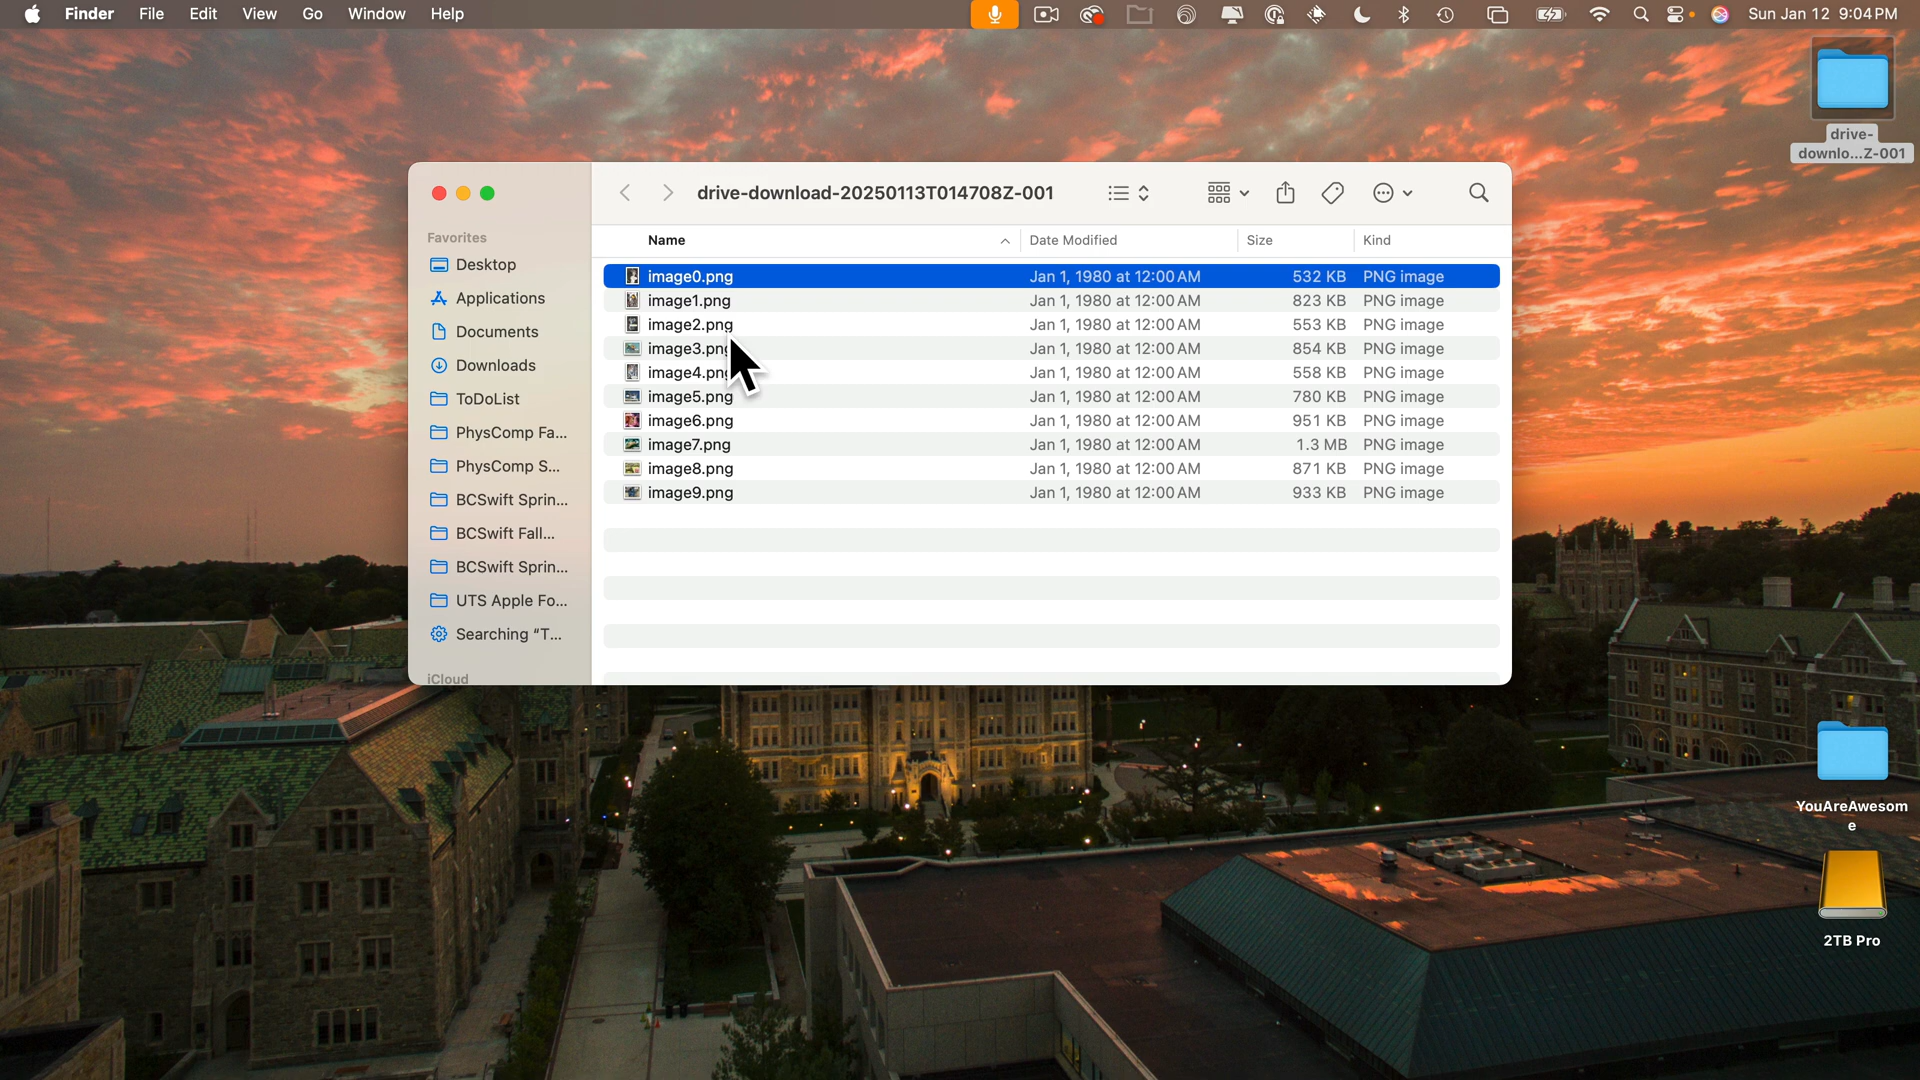 Finder File Edit View Go Window Help Sun Jan 12 9:04 PM
drive-
downlo...Z-001
drive-download-20250113T014708Z-001
Favorites
Desktop
Applications
Documents
Downloads
ToDoList
PhysComp Fa...
PhysComp S...
BCSwift Sprin...
BCSwift Fall...
BCSwift Sprin...
UTS Apple Fo...
Searching “T...
iCloud
Name Date Modified Size Kind
image0.png Jan 1, 1980 at 12:00 AM 532 KB PNG image
image1.png Jan 1, 1980 at 12:00 AM 823 KB PNG image
image2.png Jan 1, 1980 at 12:00 AM 553 KB PNG image
image3.png Jan 1, 1980 at 12:00 AM 854 KB PNG image
image4.png Jan 1, 1980 at 12:00 AM 558 KB PNG image
image5.png Jan 1, 1980 at 12:00 AM 780 KB PNG image
image6.png Jan 1, 1980 at 12:00 AM 951 KB PNG image
image7.png Jan 1, 1980 at 12:00 AM 1.3 MB PNG image
image8.png Jan 1, 1980 at 12:00 AM 871 KB PNG image
image9.png Jan 1, 1980 at 12:00 AM 933 KB PNG image
YouAreAwesom
e
2TB Pro